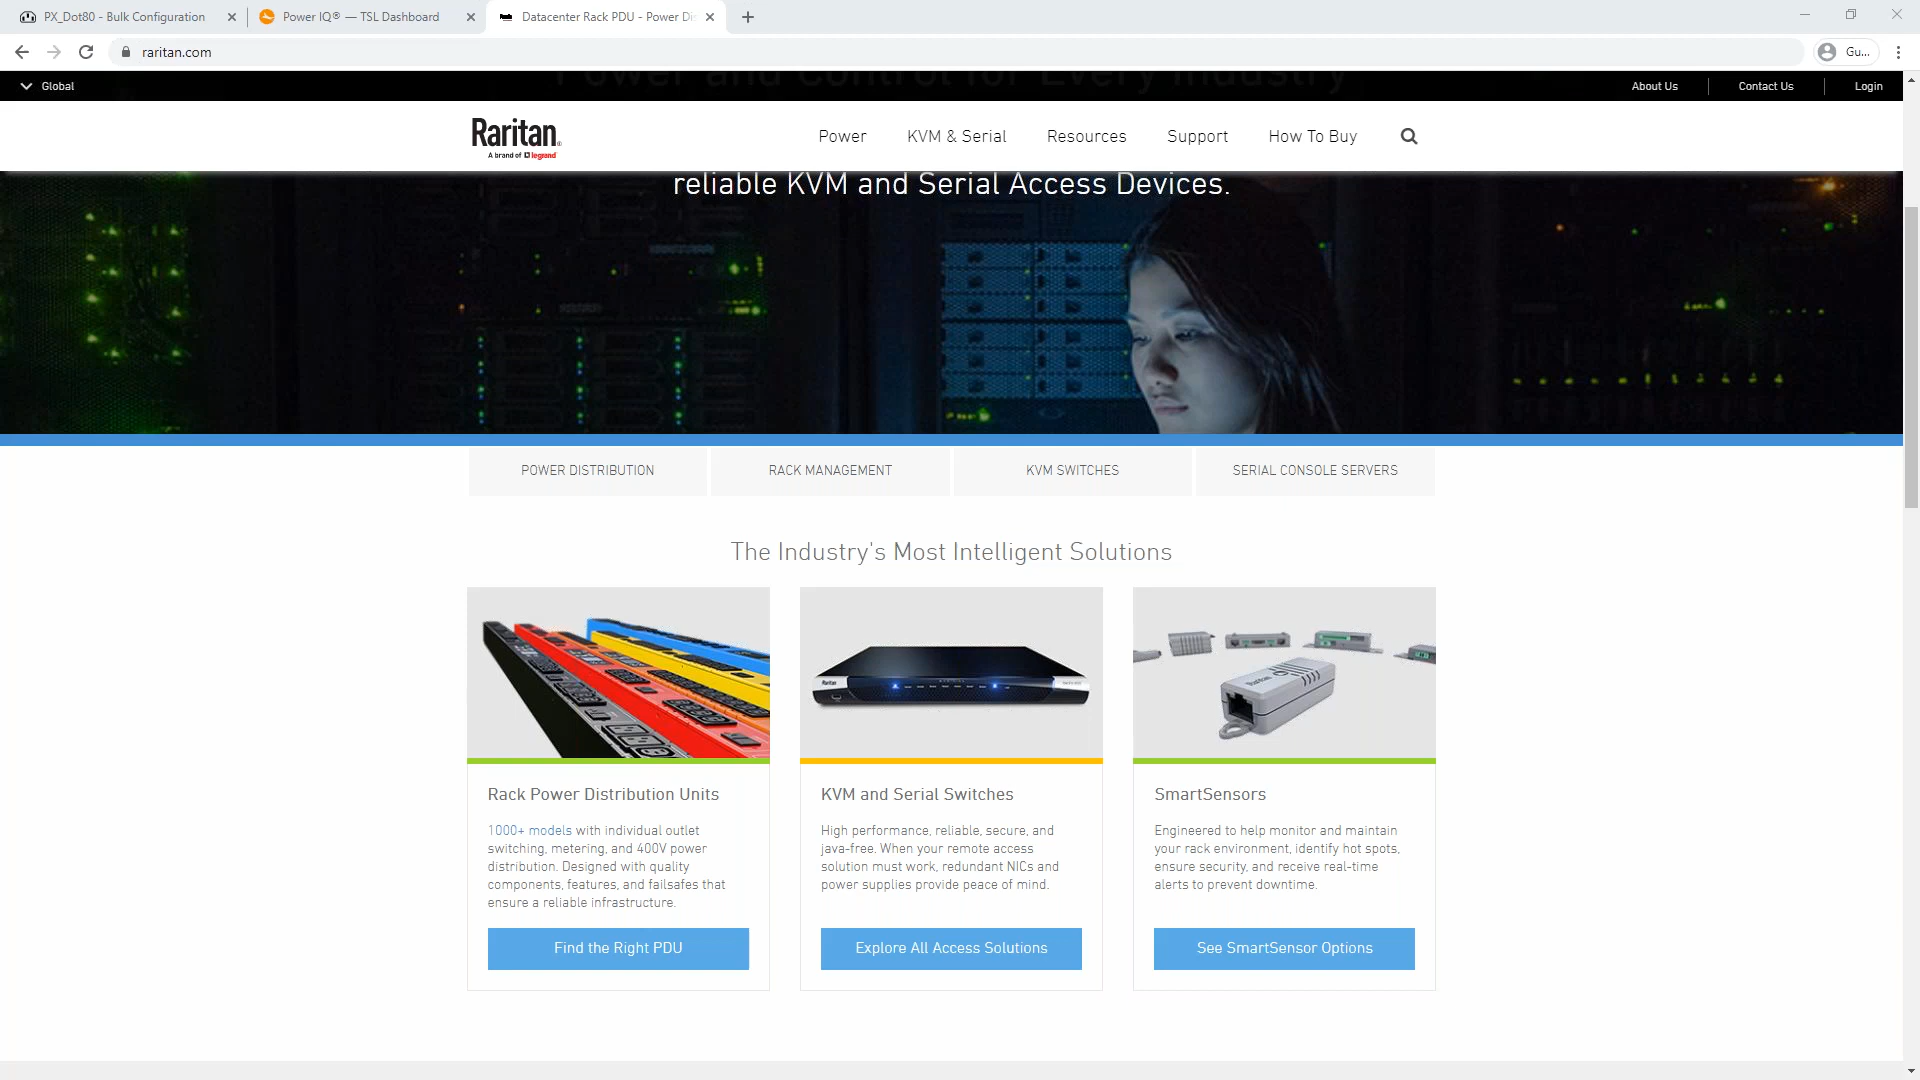 PX_Dot80 - Bulk Configuration
Power IQ® — TSL Dashboard
Datacenter Rack PDU - Power Di
raritan.com
Gu...
Power and Control for Every Industry
Global
About Us
Contact Us
Login
Raritan®
A brand of legrand
Power
KVM & Serial
Resources
Support
How To Buy
reliable KVM and Serial Access Devices.
POWER DISTRIBUTION
RACK MANAGEMENT
KVM SWITCHES
SERIAL CONSOLE SERVERS
The Industry's Most Intelligent Solutions
Rack Power Distribution Units
1000+ models with individual outlet
switching, metering, and 400V power
distribution. Designed with quality
components, features, and failsafes that
ensure a reliable infrastructure.
Find the Right PDU
KVM and Serial Switches
High performance, reliable, secure, and
java-free. When your remote access
solution must work, redundant NICs and
power supplies provide peace of mind.
Explore All Access Solutions
SmartSensors
Engineered to help monitor and maintain
your rack environment, identify hot spots,
ensure security, and receive real-time
alerts to prevent downtime.
See SmartSensor Options